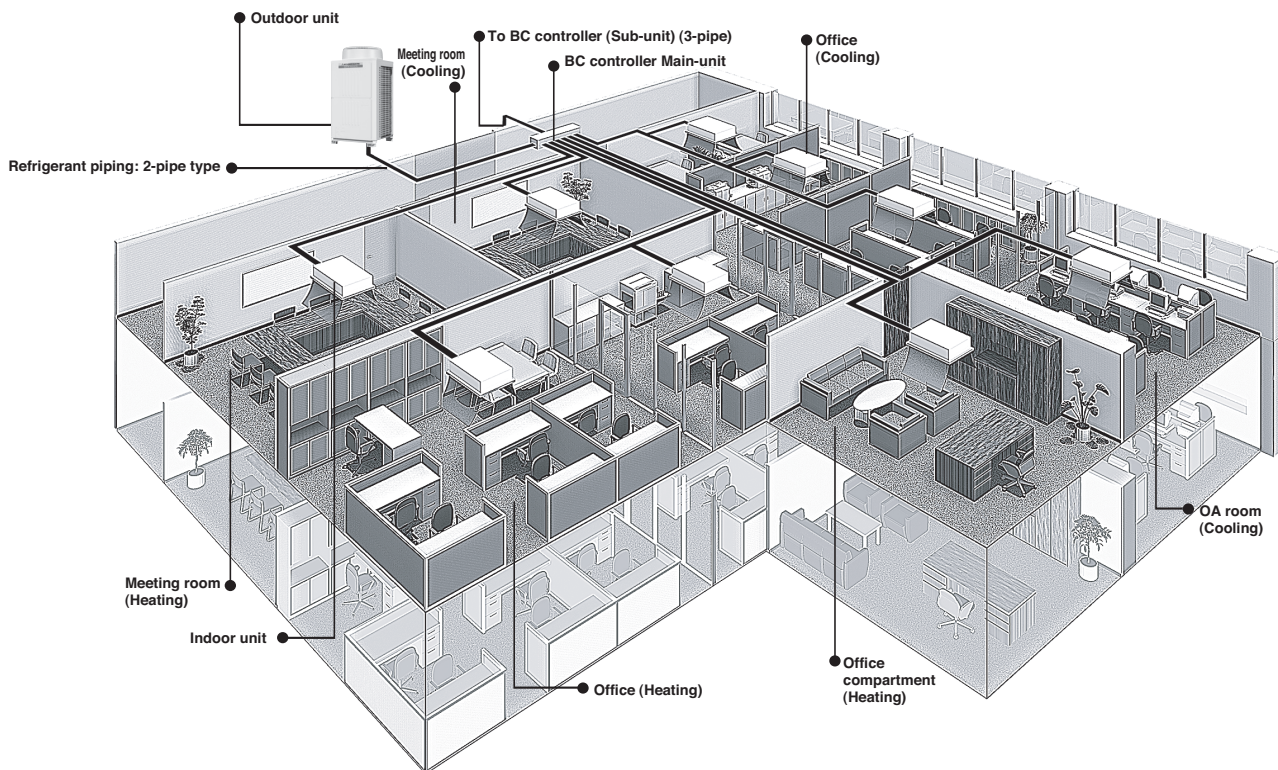 Outdoor unit
To BC controller (Sub-unit) (3-pipe)
BC controller Main-unit
Meeting room
(Cooling)
Office
(Cooling)
Refrigerant piping: 2-pipe type
OA room
(Cooling)
Meeting room
(Heating)
Indoor unit
Office (Heating)
Office
compartment
(Heating)